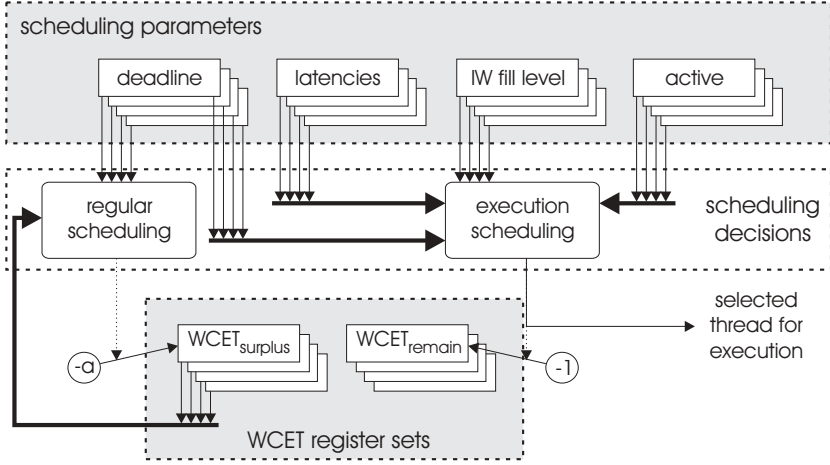 scheduling parameters
deadline
latencies
IW fill level
active
regular
scheduling
execution
scheduling
scheduling
decisions
selected
thread for
execution
-a
WCETsurplus
WCETremain
-1
WCET register sets